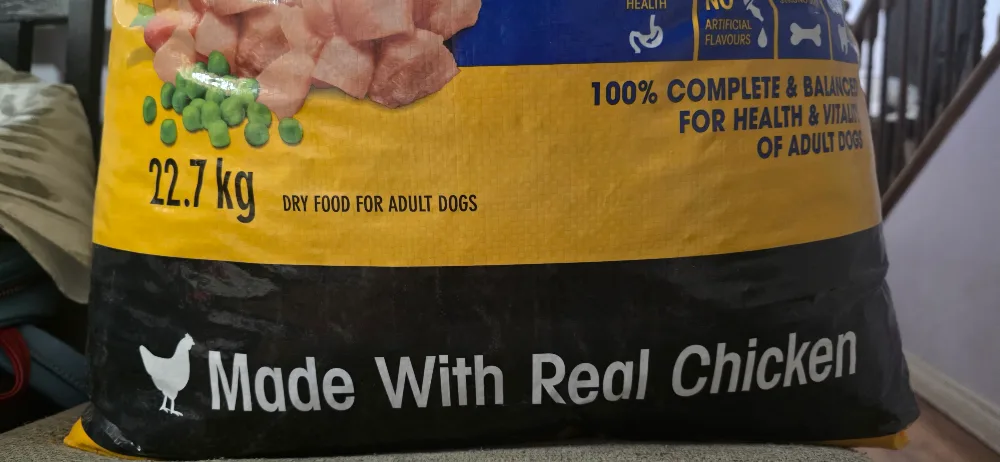 HEALTH
NO
ARTIFICIAL
FLAVOURS
100% COMPLETE & BALANCED
FOR HEALTH & VITALITY
OF ADULT DOGS
22.7 kg
DRY FOR ADULT DOGS
Made With Real Chicken